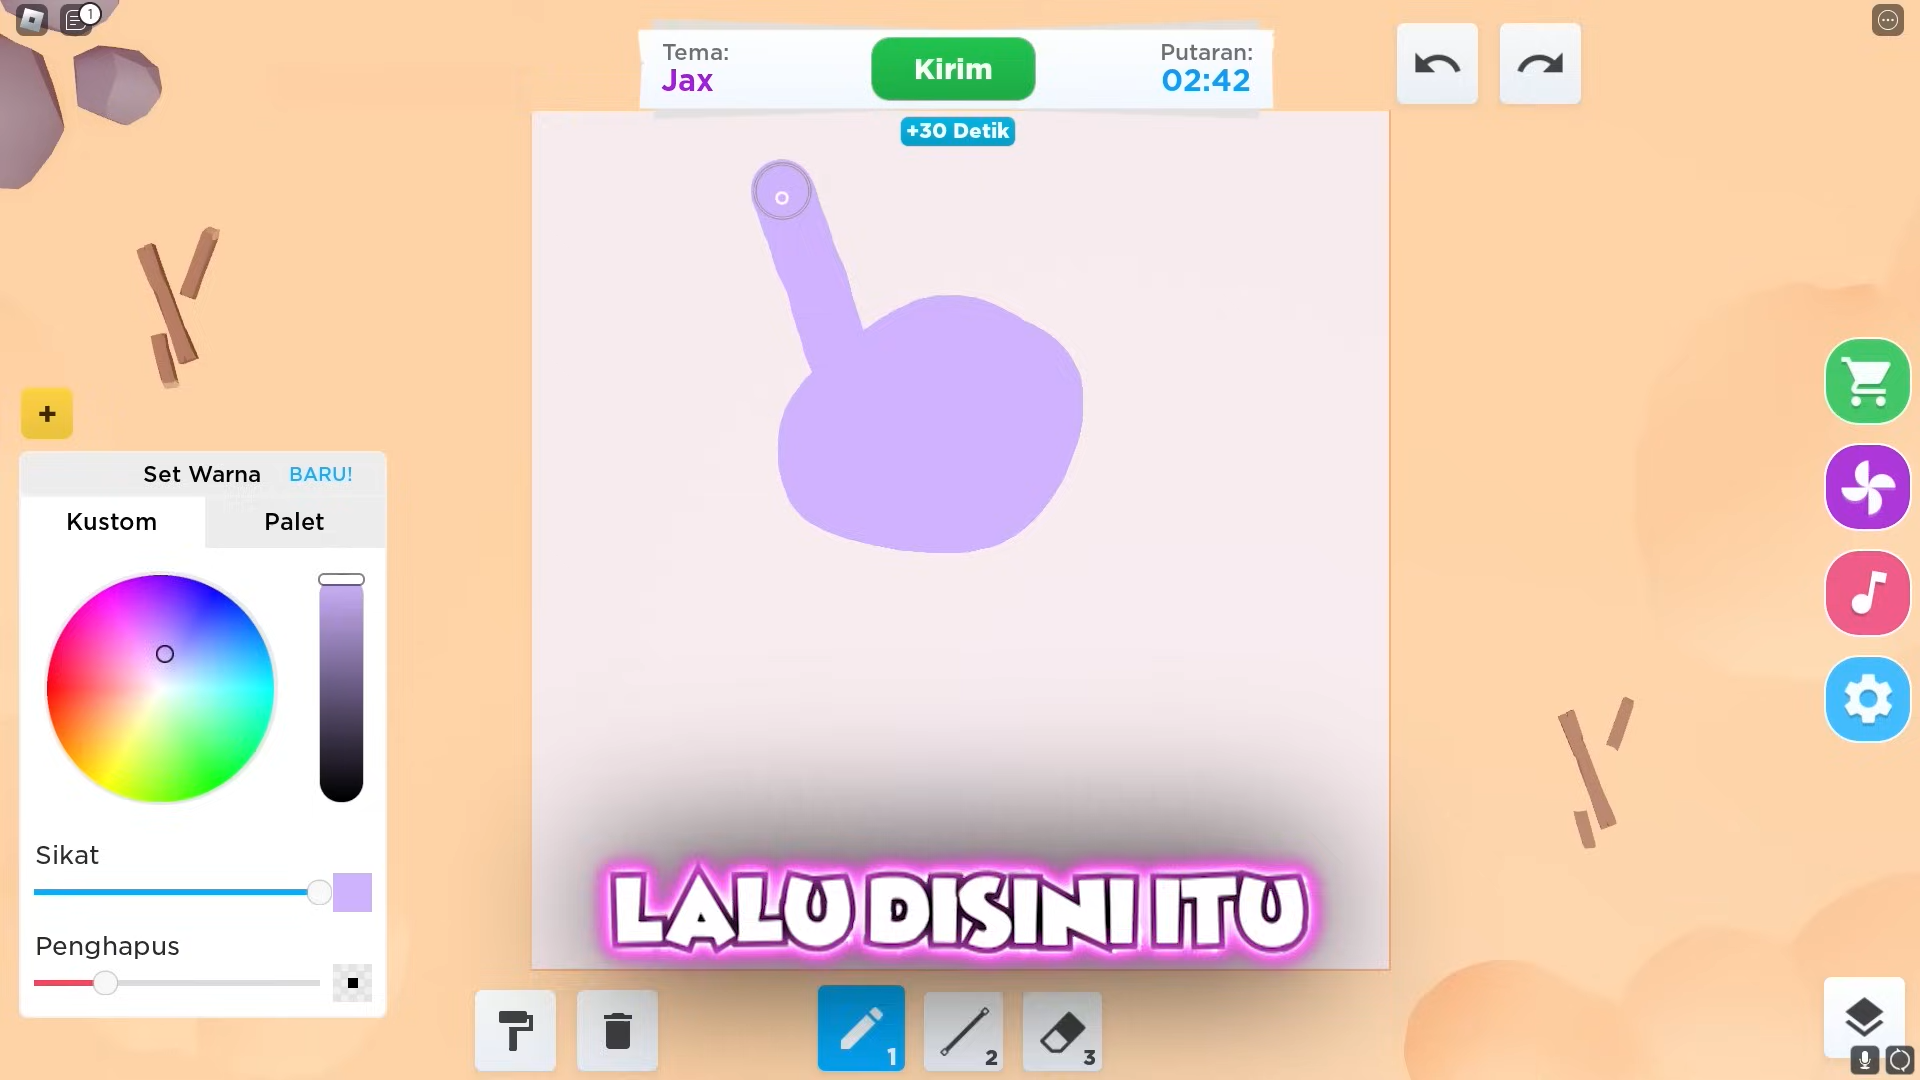 1
Tema:
Jax
Kirim
Putaran:
02:42
+30 Detik
+
Set Warna BARU!
Kustom Palet
Sikat
Penghapus
LALU DISINI ITU
1
2
3